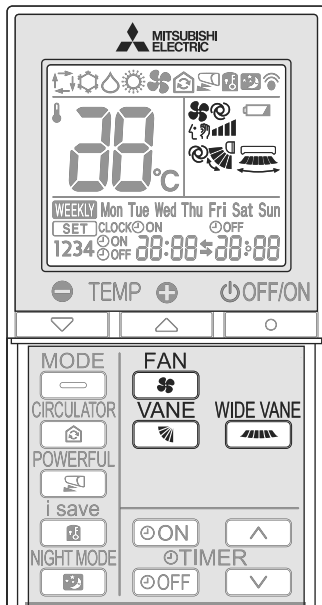 MITSUBISHI
ELECTRIC
88°C
WEEKLY Mon Tue Wed Thu Fri Sat Sun
SET CLOCK ON OFF
1234 ON OFF 88:88 88:88
TEMP OFF/ON
MODE FAN
CIRCULATOR VANE WIDE VANE
POWERFUL
i save
ON
NIGHT MODE TIMER
OFF